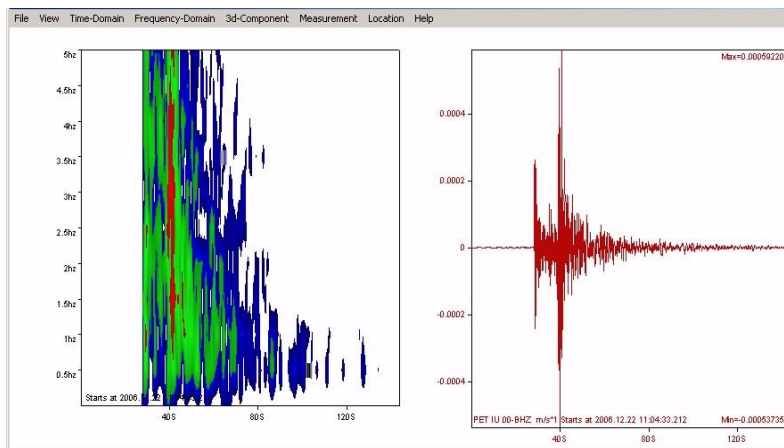 File View Time-Domain Frequency-Domain 3d-Component Measurement Location Help
5hz
4.5hz
4hz
3.5hz
3hz
2.5hz
2hz
1.5hz
1hz
0.5hz
Starts at 2006.12.22
40S 80S 120S
Max=0.00059220
0.0004
0.0002
0
-0.0002
-0.0004
PET IU 00-BHZ m/s*1 Starts at 2006.12.22 11:04:33.212 Min=-0.00053735
40S 80S 120S